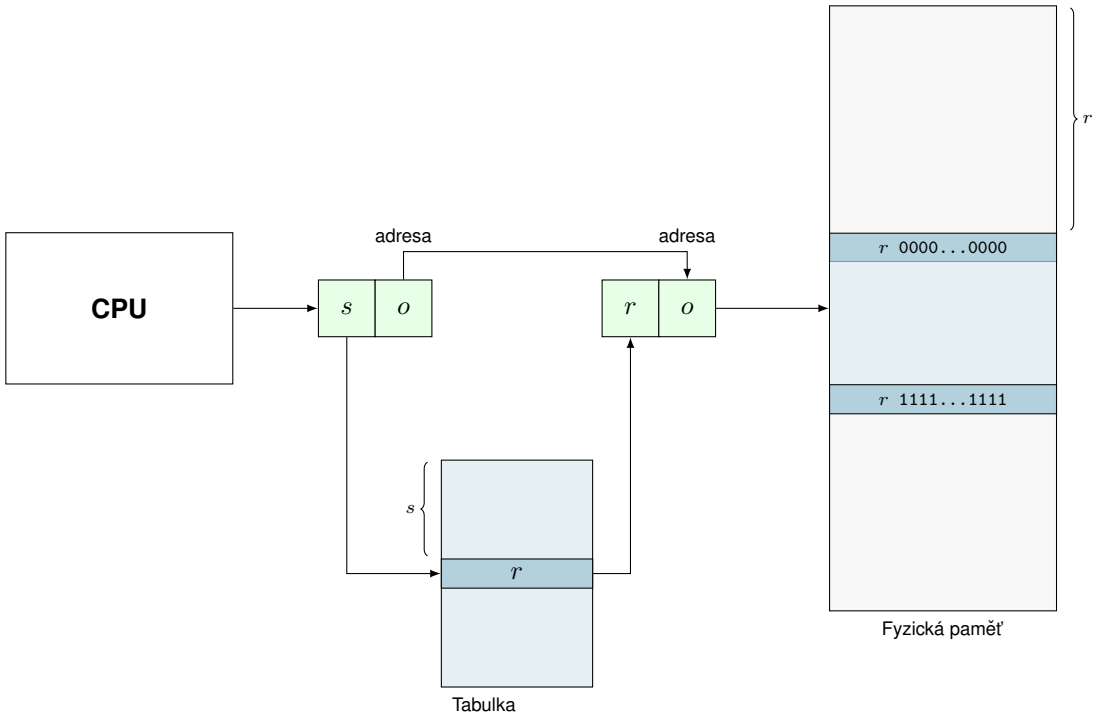 r
adresa
adresa
r 0000...0000
CPU
s
o
r
o
r 1111...1111
s
r
Fyzická paměť
Tabulka